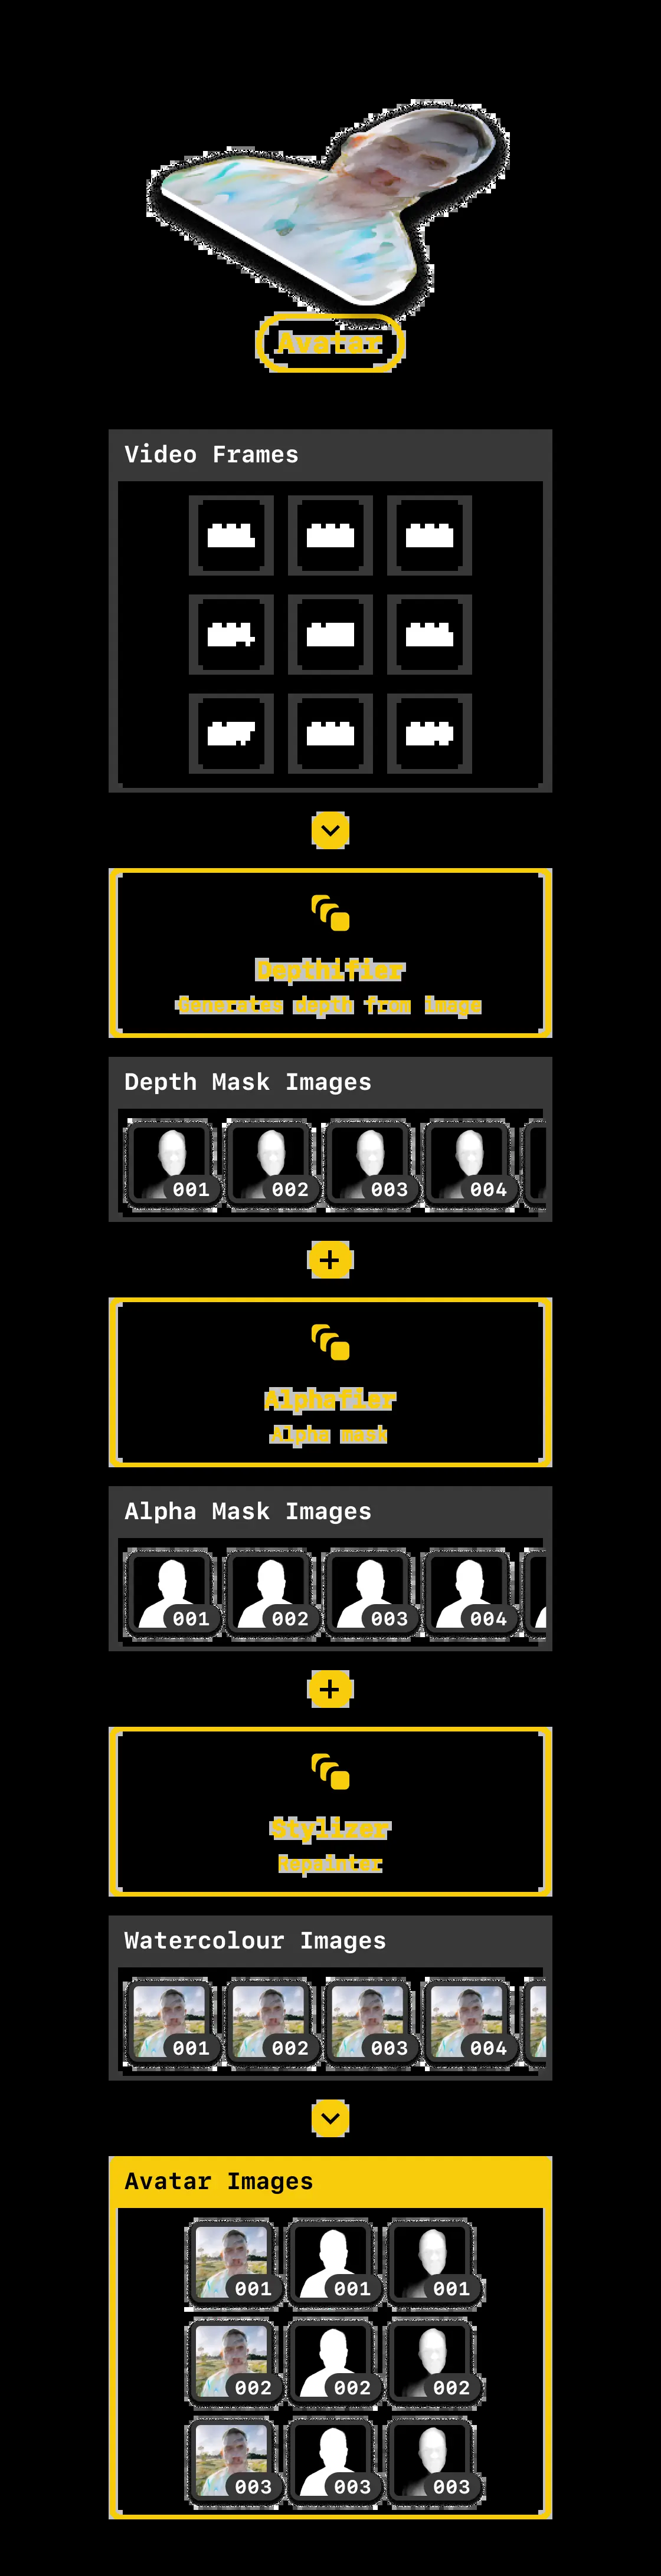 Avatar
Video Frames
Depthifier
Generates depth from image
Depth Mask Images
001 002 003 004
Alphafier
Alpha mask
Alpha Mask Images
001 002 003 004
Stylizer
Repainter
Watercolour Images
001 002 003 004
Avatar Images
001 001 001
002 002 002
003 003 003